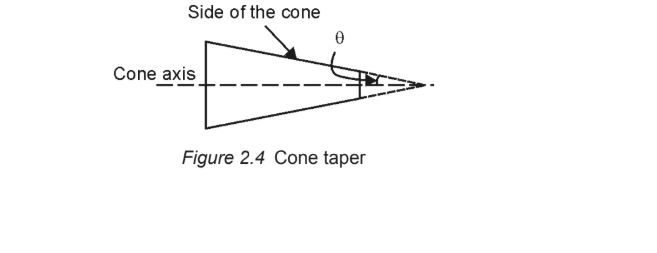 Side of the cone
θ
Cone axis
Figure 2.4 Cone taper